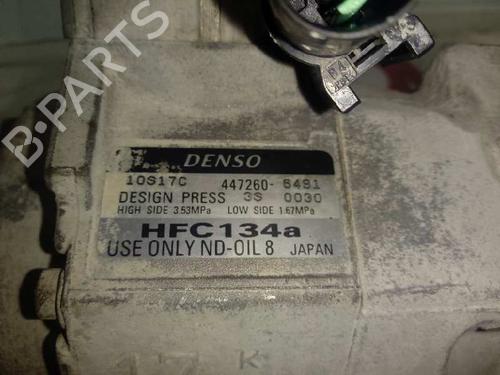 B-PARTS
DENSO
10S17C 447260-6491
DESIGN PRESS 3S 0030
HIGH SIDE 3.53MPa LOW SIDE 1.67MPa
HFC134a
USE ONLY ND-OIL 8 JAPAN
17 K